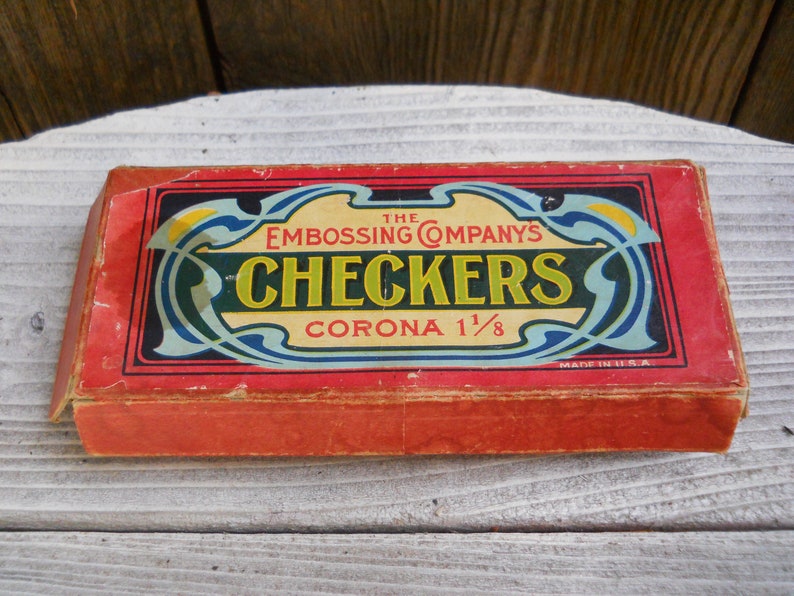 THE
EMBOSSING COMPANY'S
CHECKERS
CORONA 1 1/8
MADE IN U.S.A.